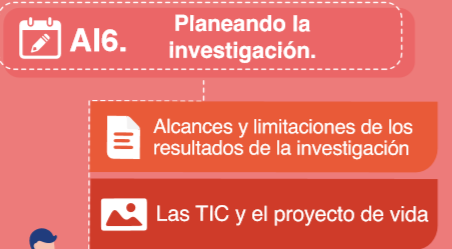 AI6.
Planeando la
investigación.
Alcances y limitaciones de los
resultados de la investigación
Las TIC y el proyecto de vida